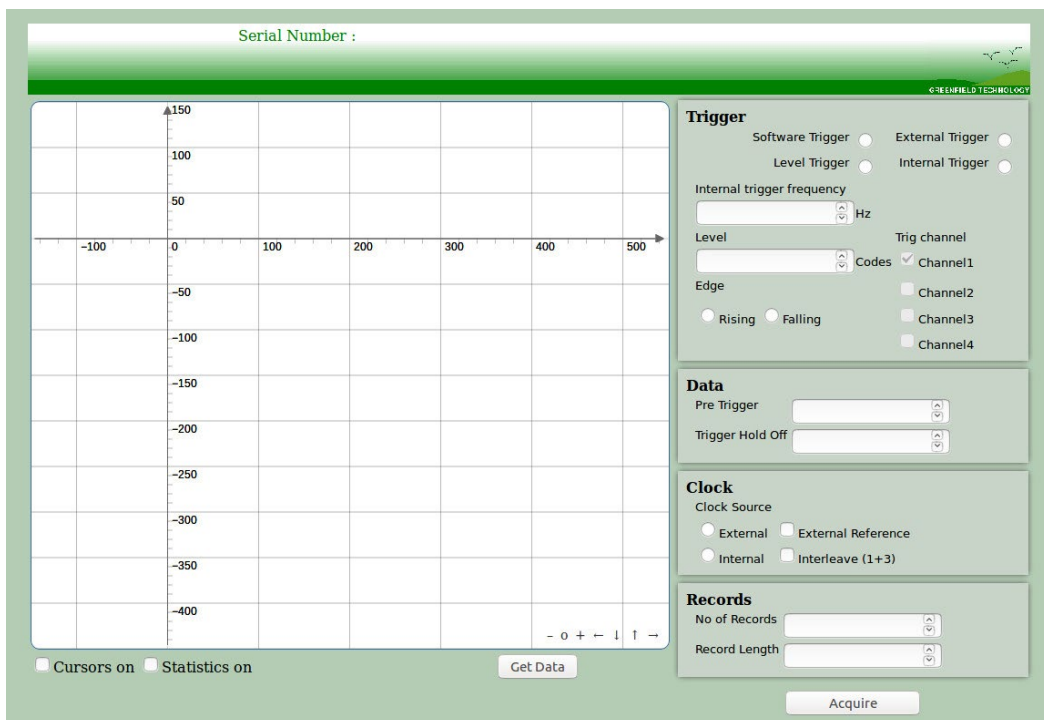 Serial Number :
GREENFIELD TECHNOLOGY
150
100
50
−100 0 100 200 300 400 500
−50
−100
−150
−200
−250
−300
−350
−400
− o + ← ↓ ↑ →
Cursors on Statistics on Get Data
Trigger
Software Trigger External Trigger
Level Trigger Internal Trigger
Internal trigger frequency
Hz
Level Trig channel
Codes Channel1
Edge
Channel2
Rising Falling Channel3
Channel4
Data
Pre Trigger
Trigger Hold Off
Clock
Clock Source
External External Reference
Internal Interleave (1+3)
Records
No of Records
Record Length
Acquire